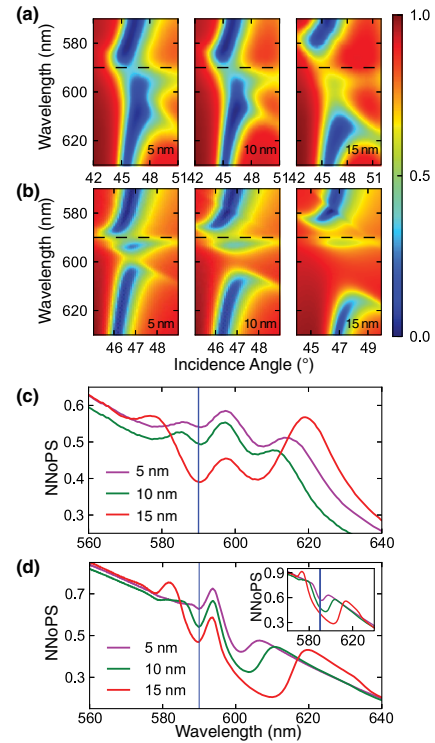 (a)
Wavelength (nm)
580
600
620
5 nm
10 nm
15 nm
42 45 48 51
42 45 48 51
42 45 48 51
1.0
0.5
0.0
(b)
Wavelength (nm)
580
600
620
5 nm
10 nm
15 nm
46 47 48
46 47 48
45 47 49
Incidence Angle (°)
(c)
NNoPS
0.6
0.5
0.4
0.3
5 nm
10 nm
15 nm
560 580 600 620 640
(d)
NNoPS
0.7
0.5
0.3
5 nm
10 nm
15 nm
NNoPS
0.9
0.6
0.3
580 620
560 580 600 620 640
Wavelength (nm)